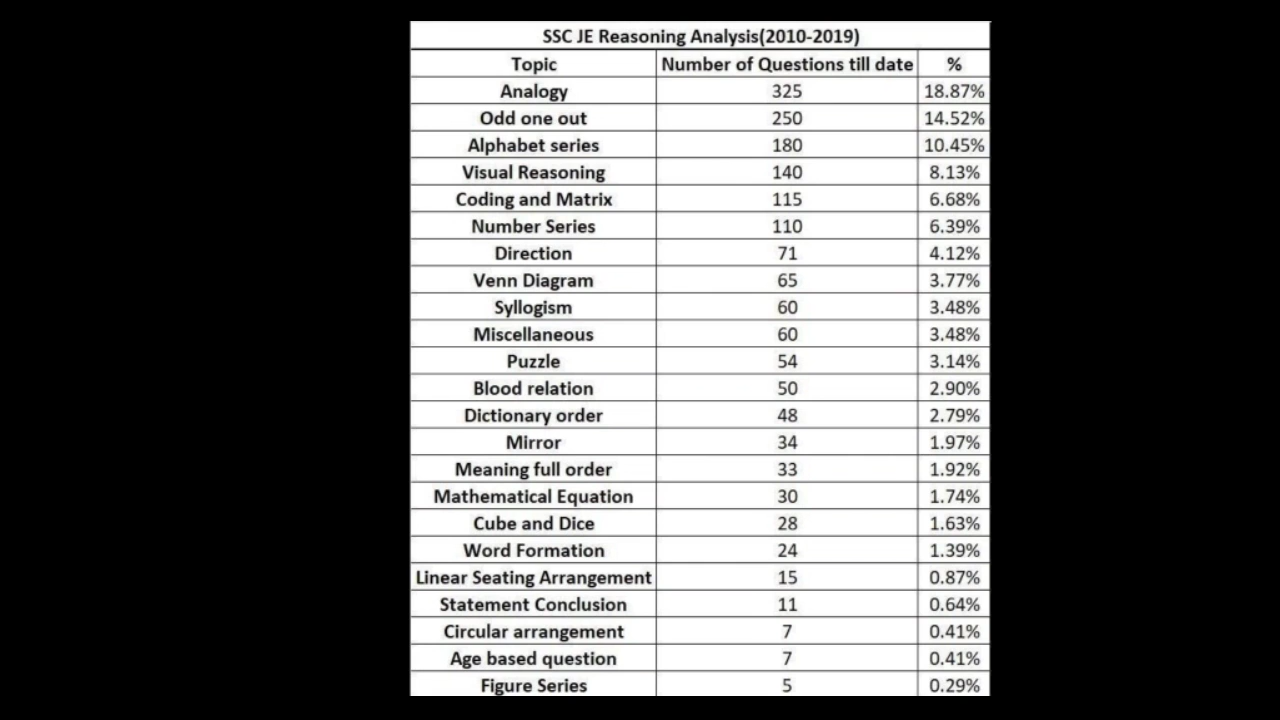 SSC JE Reasoning Analysis(2010-2019)
Topic Number of Questions till date %
Analogy 325 18.87%
Odd one out 250 14.52%
Alphabet series 180 10.45%
Visual Reasoning 140 8.13%
Coding and Matrix 115 6.68%
Number Series 110 6.39%
Direction 71 4.12%
Venn Diagram 65 3.77%
Syllogism 60 3.48%
Miscellaneous 60 3.48%
Puzzle 54 3.14%
Blood relation 50 2.90%
Dictionary order 48 2.79%
Mirror 34 1.97%
Meaning full order 33 1.92%
Mathematical Equation 30 1.74%
Cube and Dice 28 1.63%
Word Formation 24 1.39%
Linear Seating Arrangement 15 0.87%
Statement Conclusion 11 0.64%
Circular arrangement 7 0.41%
Age based question 7 0.41%
Figure Series 5 0.29%